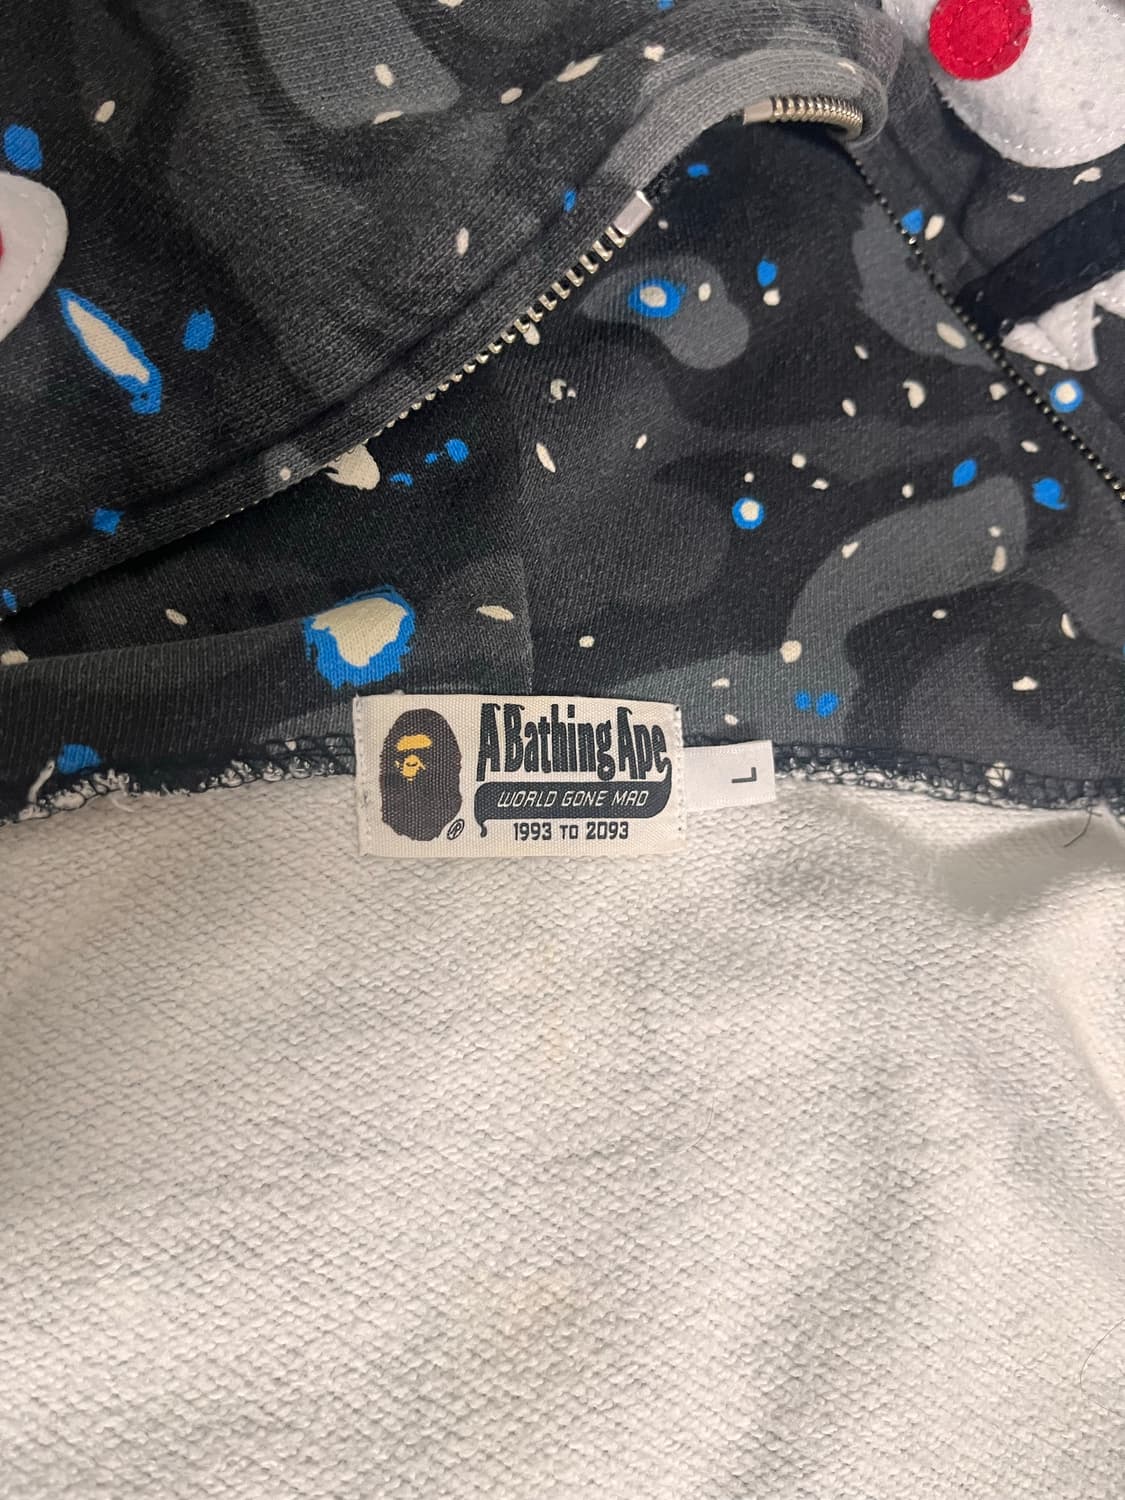 A Bathing Ape
WORLD GONE MAD
®
1993 TO 2093
L